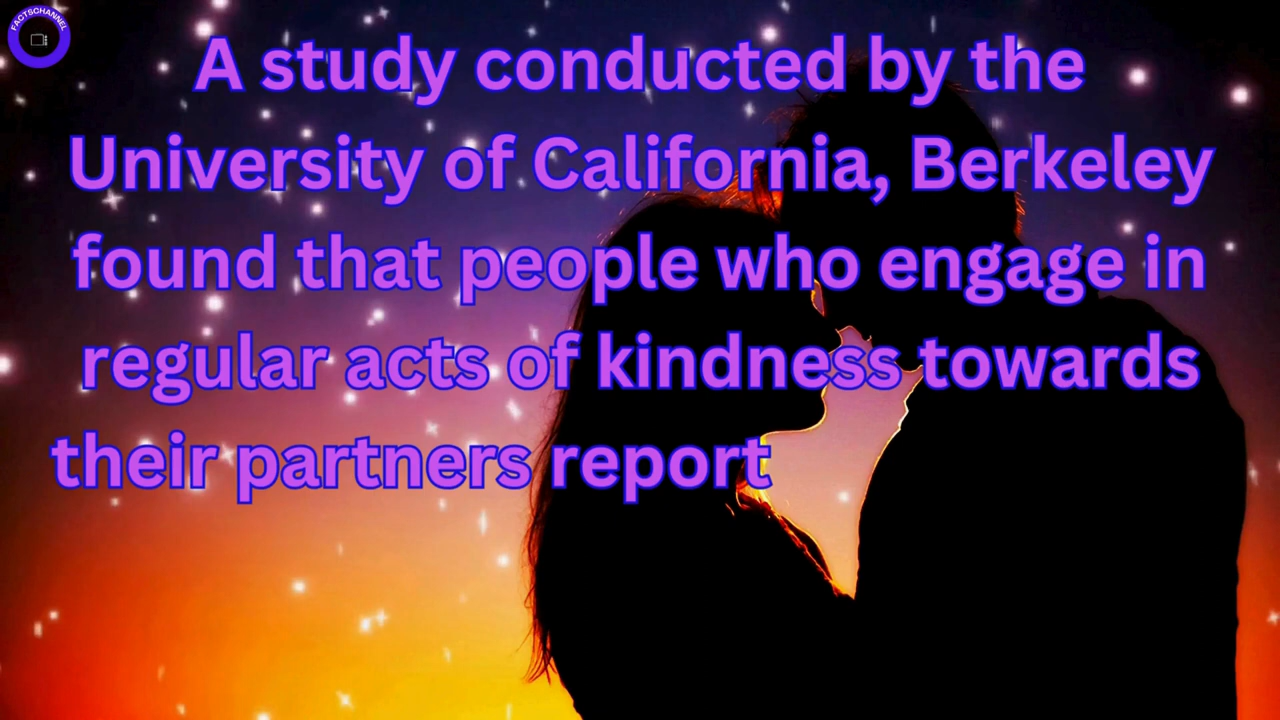 FACTSCHANNEL
A study conducted by the
University of California, Berkeley
found that people who engage in
regular acts of kindness towards
their partners report